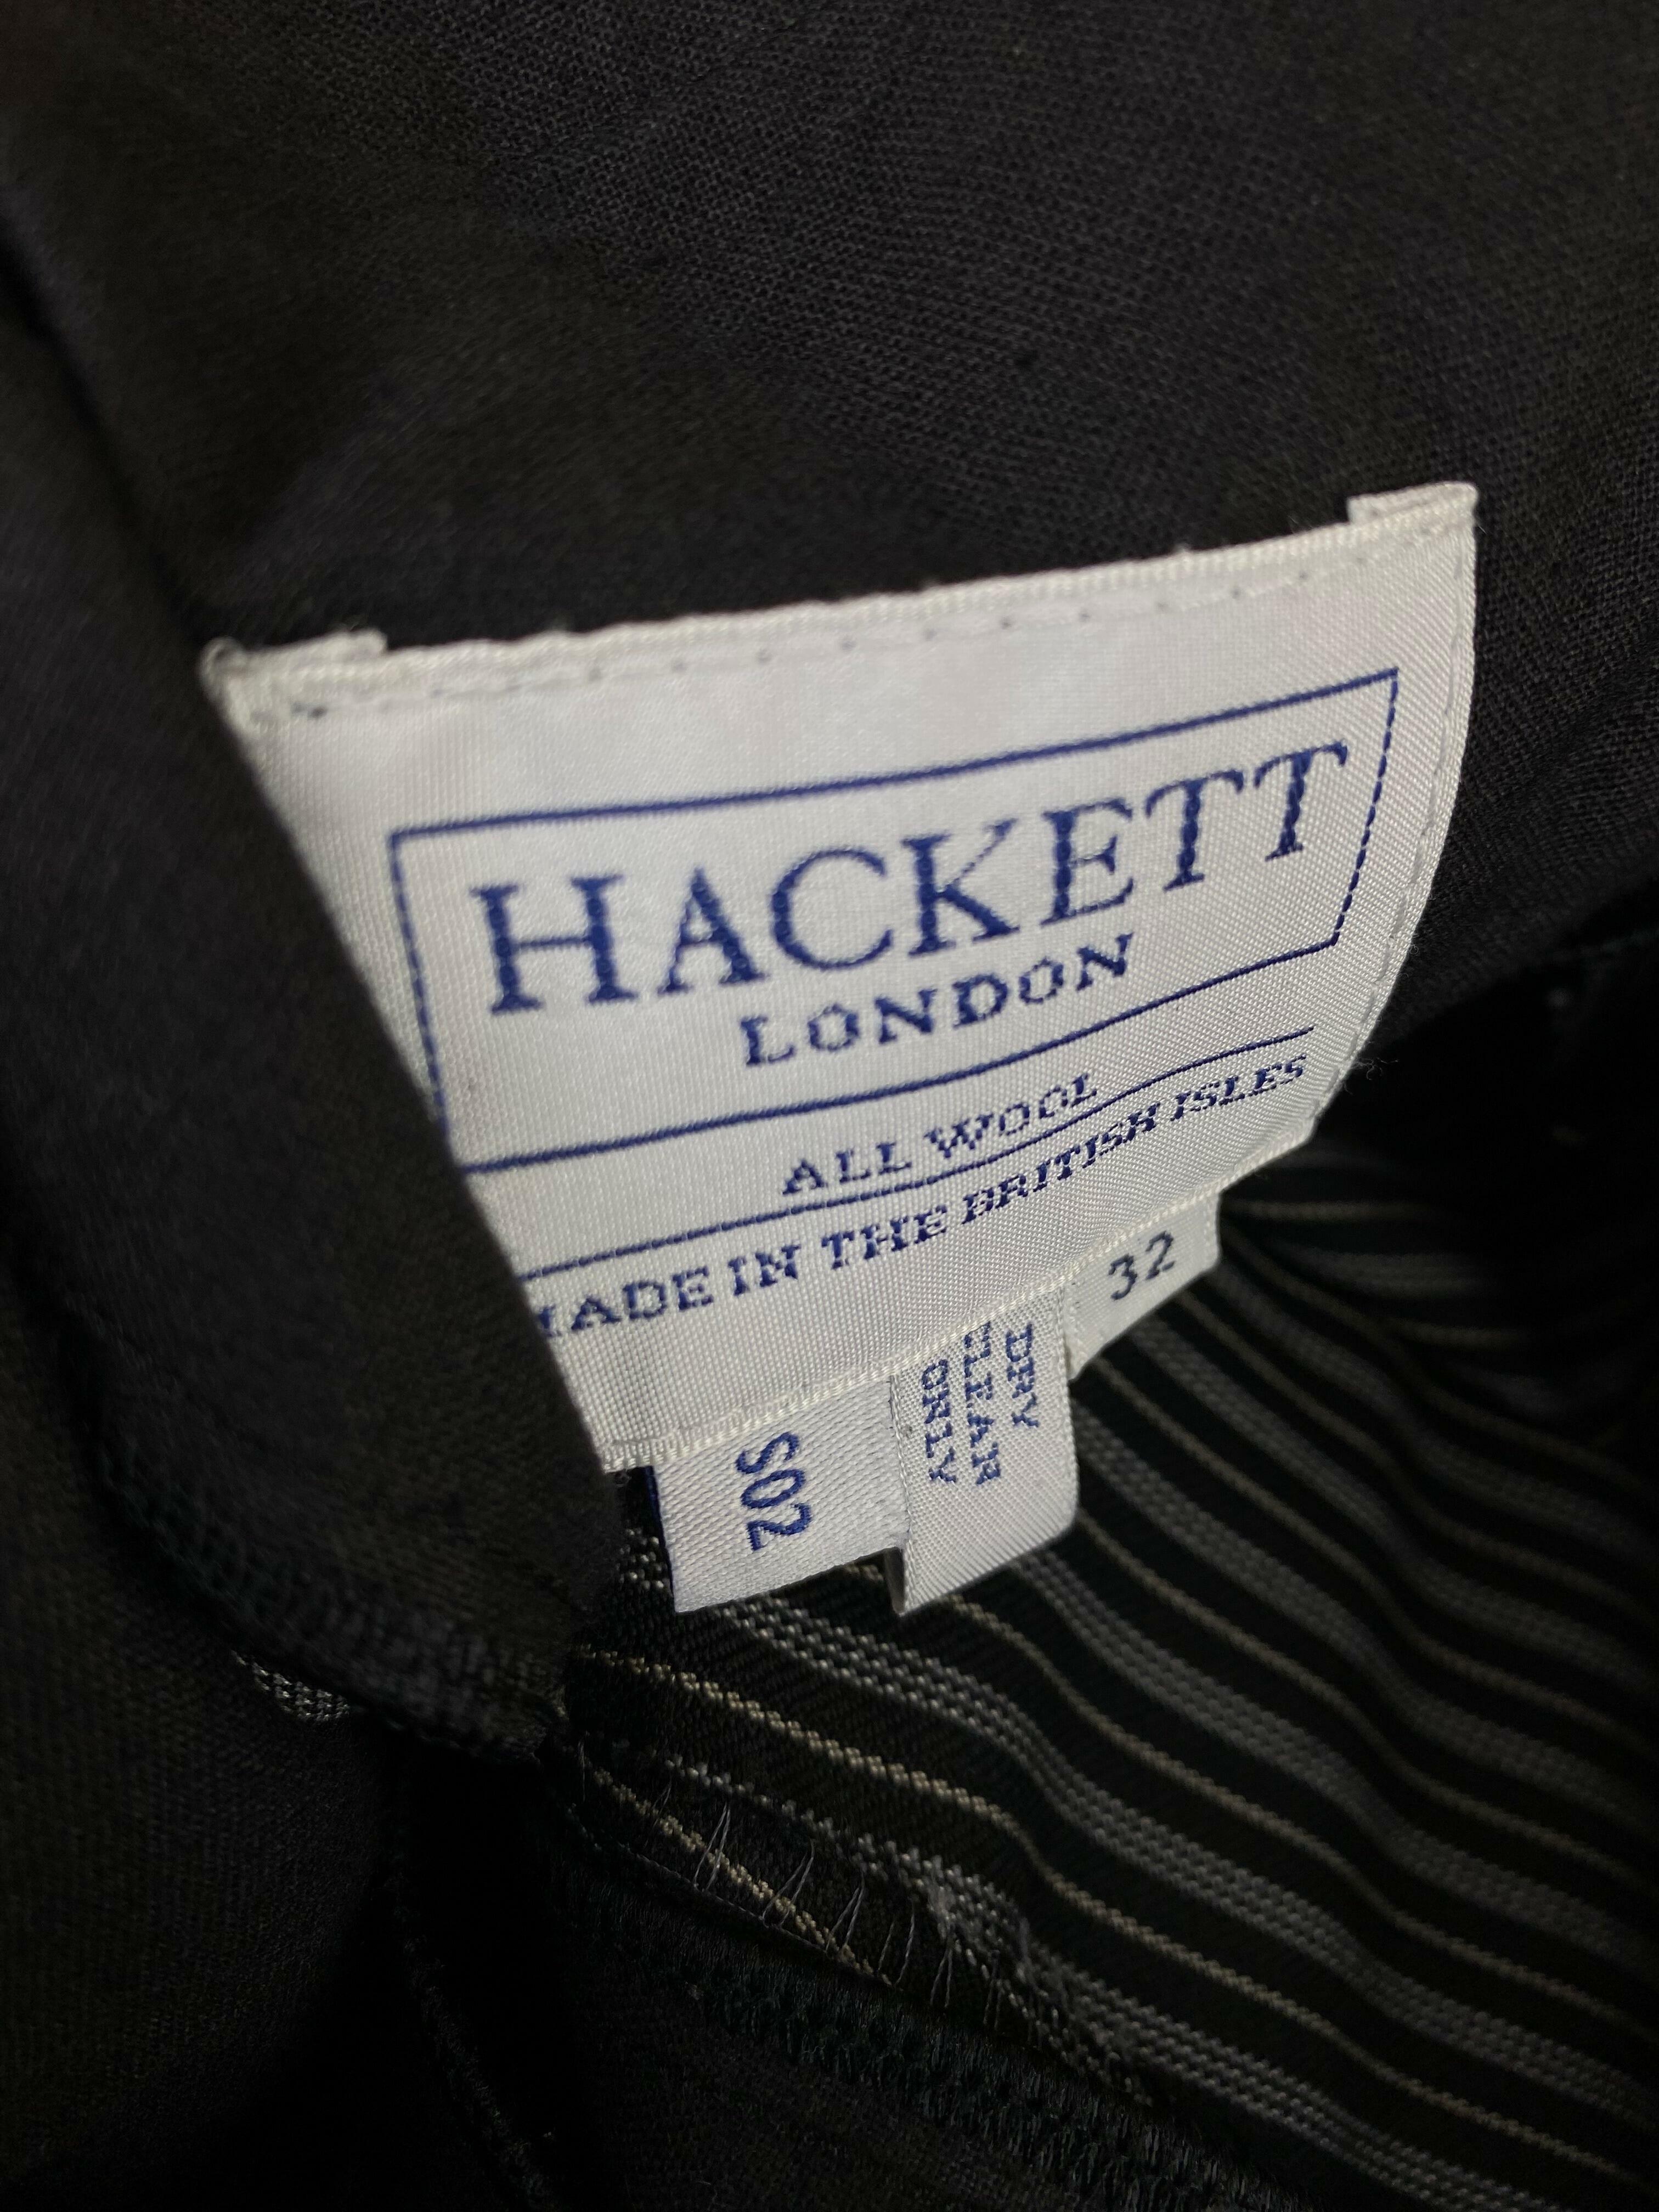 HACKETT
LONDON
ALL WOOL
MADE IN THE BRITISH ISLES
32
DRY
CLEAN
ONLY
S02